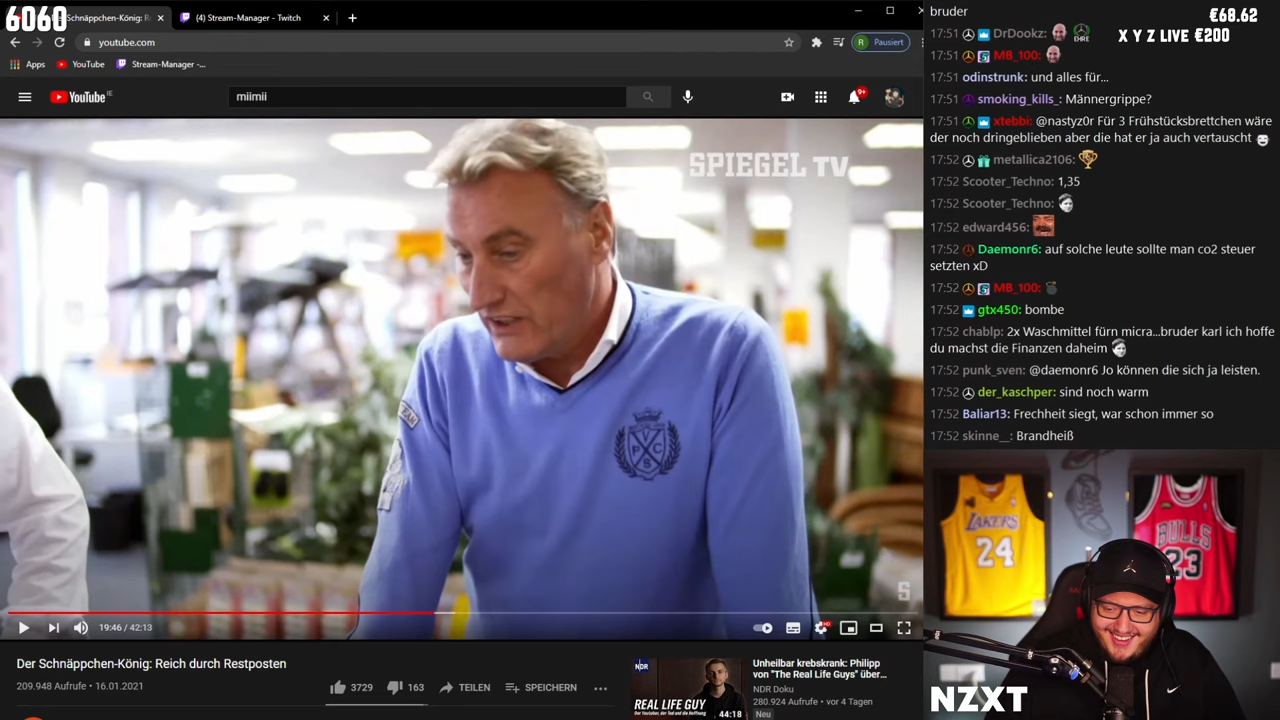 6060
Der Schnäppchen-König: R
(4) Stream-Manager - Twitch
youtube.com
R Pausiert
Apps
YouTube
Stream-Manager -...
YouTube IE
miimii
9+
SPIEGEL TV
TEAM
P V C S
S
19:46 / 42:13
HD
Der Schnäppchen-König: Reich durch Restposten
209.948 Aufrufe • 16.01.2021
3729
163
TEILEN
SPEICHERN
NDR
REAL LIFE GUY
44:18
Unheilbar krebskrank: Philipp
von "The Real Life Guys" über...
NDR Doku
280.924 Aufrufe • vor 4 Tagen
Neu
bruder
€68.62
X Y Z LIVE €200
17:51 DrDookz: EHRE
17:51 MB_100:
17:51 odinstrunk: und alles für...
17:51 smoking_kills_: Männergrippe?
17:51 xtebbi: @nastyz0r Für 3 Frühstücksbrettchen wäre
der noch dringeblieben aber die hat er ja auch vertauscht
17:52 metallica2106:
17:52 Scooter_Techno: 1,35
17:52 Scooter_Techno:
17:52 edward456:
17:52 Daemonr6: auf solche leute sollte man co2 steuer
setzten xD
17:52 MB_100:
17:52 gtx450: bombe
17:52 chablp: 2x Waschmittel fürn micra...bruder karl ich hoffe
du machst die Finanzen daheim
17:52 punk_sven: @daemonr6 Jo können die sich ja leisten.
17:52 der_kaschper: sind noch warm
17:52 Baliar13: Frechheit siegt, war schon immer so
17:52 skinne__: Brandheiß
LAKERS
24
BULLS
23
NZXT